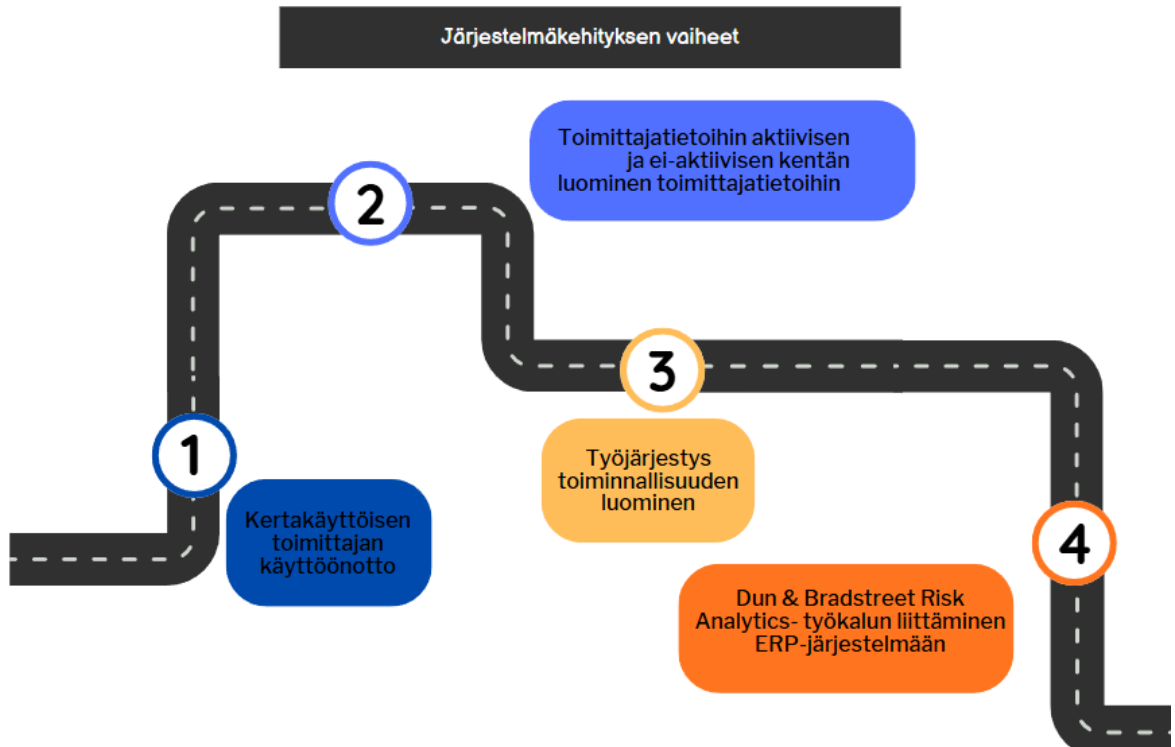 Järjestelmäkehityksen vaiheet
Toimittajatietoihin aktiivisen
ja ei-aktiivisen kentän
luominen toimittajatietoihin
2
3
1
Työjärjestys
toiminnallisuuden
luominen
Kertakäyttöisen
toimittajan
käyttöönotto
4
Dun & Bradstreet Risk
Analytics- työkalun liittäminen
ERP-järjestelmään